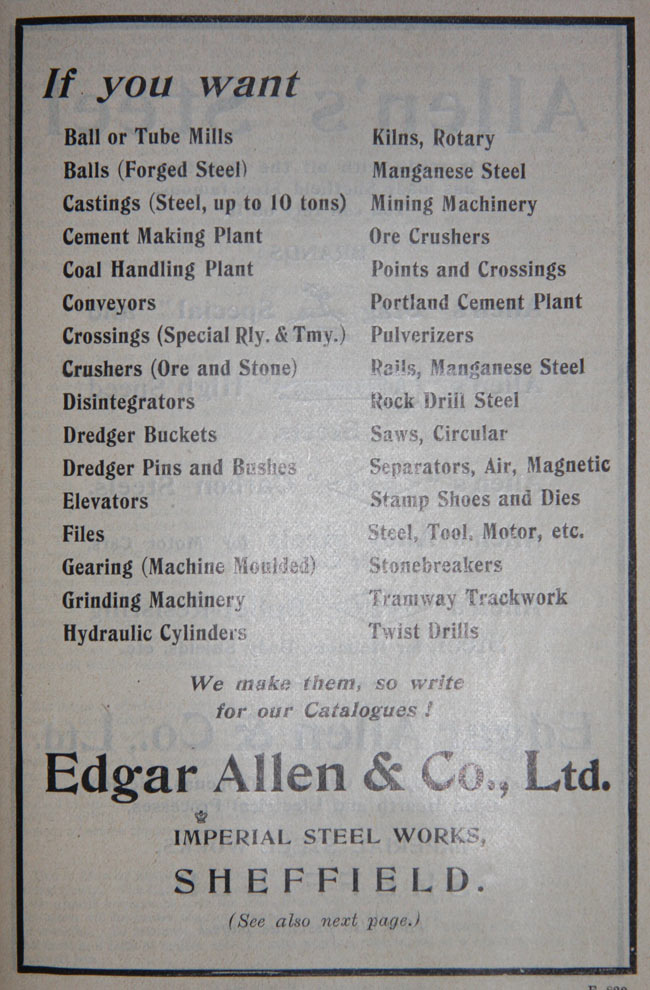 If you want
Ball or Tube Mills
Balls (Forged Steel)
Castings (Steel, up to 10 tons)
Cement Making Plant
Coal Handling Plant
Conveyors
Crossings (Special Rly. & Tmy.)
Crushers (Ore and Stone)
Disintegrators
Dredger Buckets
Dredger Pins and Bushes
Elevators
Files
Gearing (Machine Moulded)
Grinding Machinery
Hydraulic Cylinders
Kilns, Rotary
Manganese Steel
Mining Machinery
Ore Crushers
Points and Crossings
Portland Cement Plant
Pulverizers
Rails, Manganese Steel
Rock Drill Steel
Saws, Circular
Separators, Air, Magnetic
Stamp Shoes and Dies
Steel, Tool, Motor, etc.
Stonebreakers
Tramway Trackwork
Twist Drills
We make them, so write
for our Catalogues !
Edgar Allen & Co., Ltd.
IMPERIAL STEEL WORKS,
SHEFFIELD.
(See also next page.)